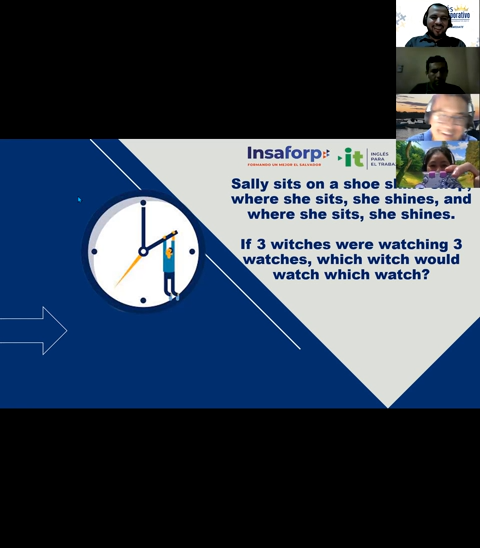 orativo
Insaforp
FORMANDO UN MEJOR EL SALVADOR
it
INGLÉS
PARA
EL TRABA
Sally sits on a shoe
where she sits, she shines, and
where she sits, she shines.
If 3 witches were watching 3
watches, which witch would
watch which watch?